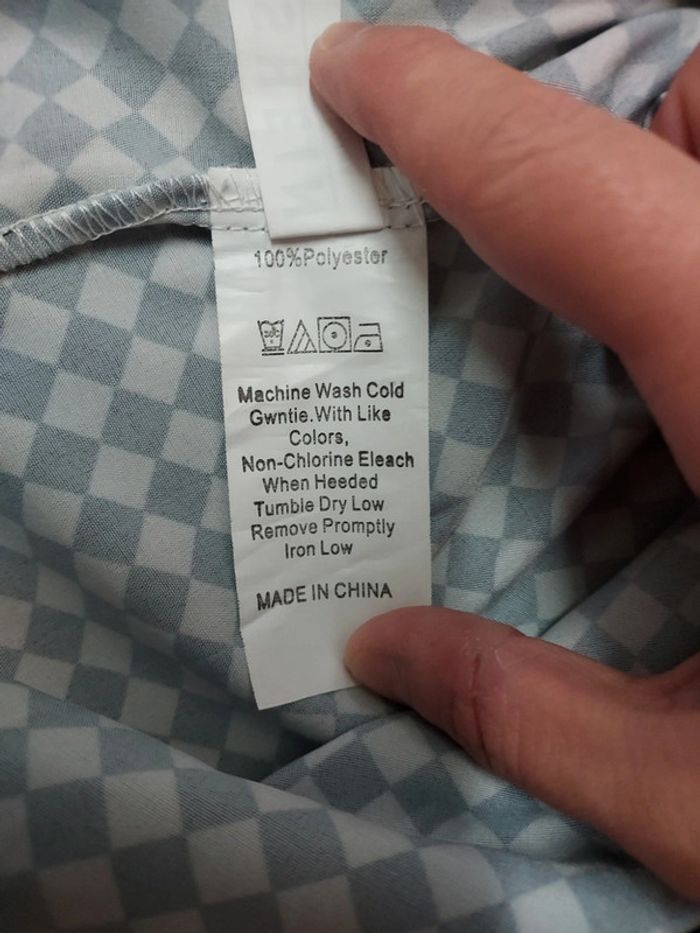 100%Polyester
Machine Wash Cold
Gwntie.With Like
Colors,
Non-Chlorine Eleach
When Heeded
Tumble Dry Low
Remove Promptly
Iron Low
MADE IN CHINA